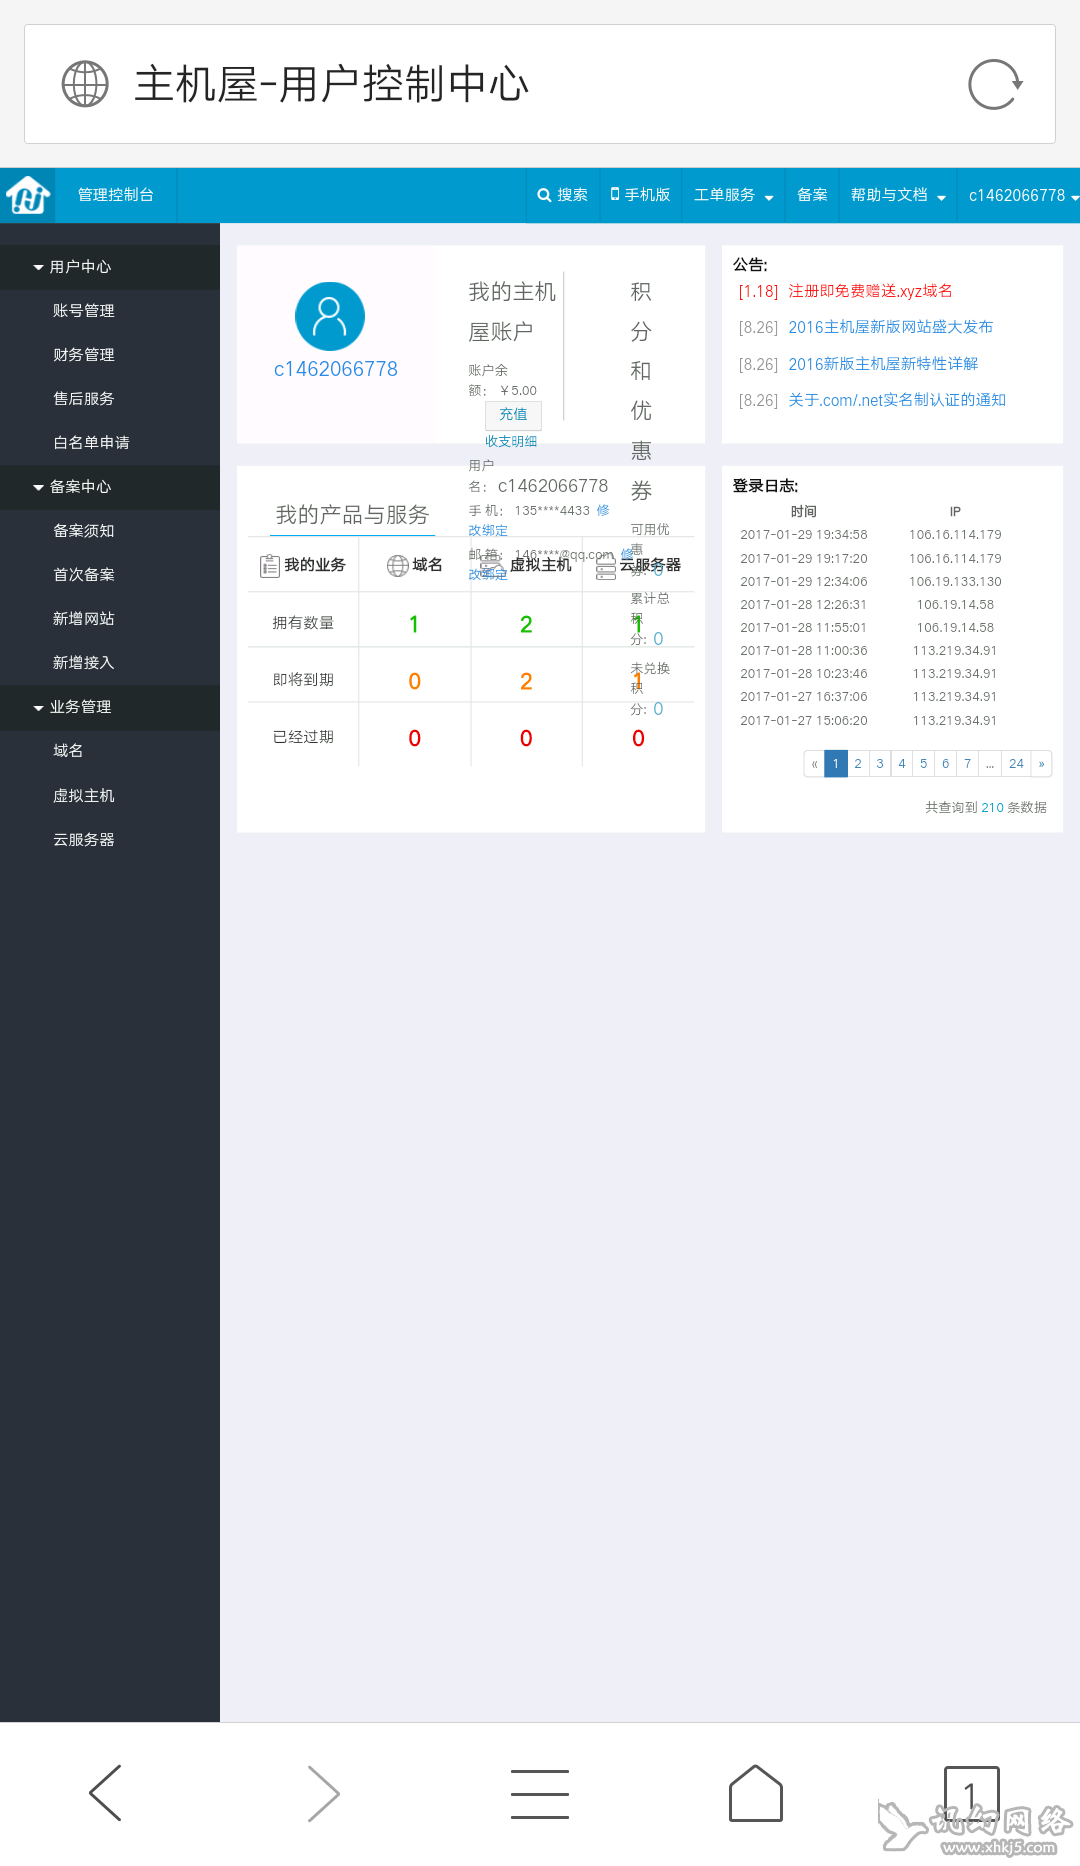 主机屋-用户控制中心
管理控制台
搜索
手机版
工单服务
备案
帮助与文档
c1462066778
用户中心
账号管理
财务管理
售后服务
白名单申请
备案中心
备案须知
首次备案
新增网站
新增接入
业务管理
域名
虚拟主机
云服务器
c1462066778
我的主机
屋账户
账户余
额： ￥5.00
充值
收支明细
用户
名： c1462066778
手 机： 135****4433 修
改绑定
邮 箱： 146****@qq.com 修
改绑定
积
分
和
优
惠
券
可用优
惠
券: 0
累计总
积
分: 0
未兑换
积
分: 0
公告:
[1.18] 注册即免费赠送.xyz域名
[8.26] 2016主机屋新版网站盛大发布
[8.26] 2016新版主机屋新特性详解
[8.26] 关于.com/.net实名制认证的通知
我的产品与服务
我的业务 域名 虚拟主机 云服务器
拥有数量 1 2 1
即将到期 0 2 1
已经过期 0 0 0
登录日志:
时间 IP
2017-01-29 19:34:58 106.16.114.179
2017-01-29 19:17:20 106.16.114.179
2017-01-29 12:34:06 106.19.133.130
2017-01-28 12:26:31 106.19.14.58
2017-01-28 11:55:01 106.19.14.58
2017-01-28 11:00:36 113.219.34.91
2017-01-28 10:23:46 113.219.34.91
2017-01-27 16:37:06 113.219.34.91
2017-01-27 15:06:20 113.219.34.91
« 1 2 3 4 5 6 7 ... 24 »
共查询到 210 条数据
1
讯幻网络
www.xhkj5.com